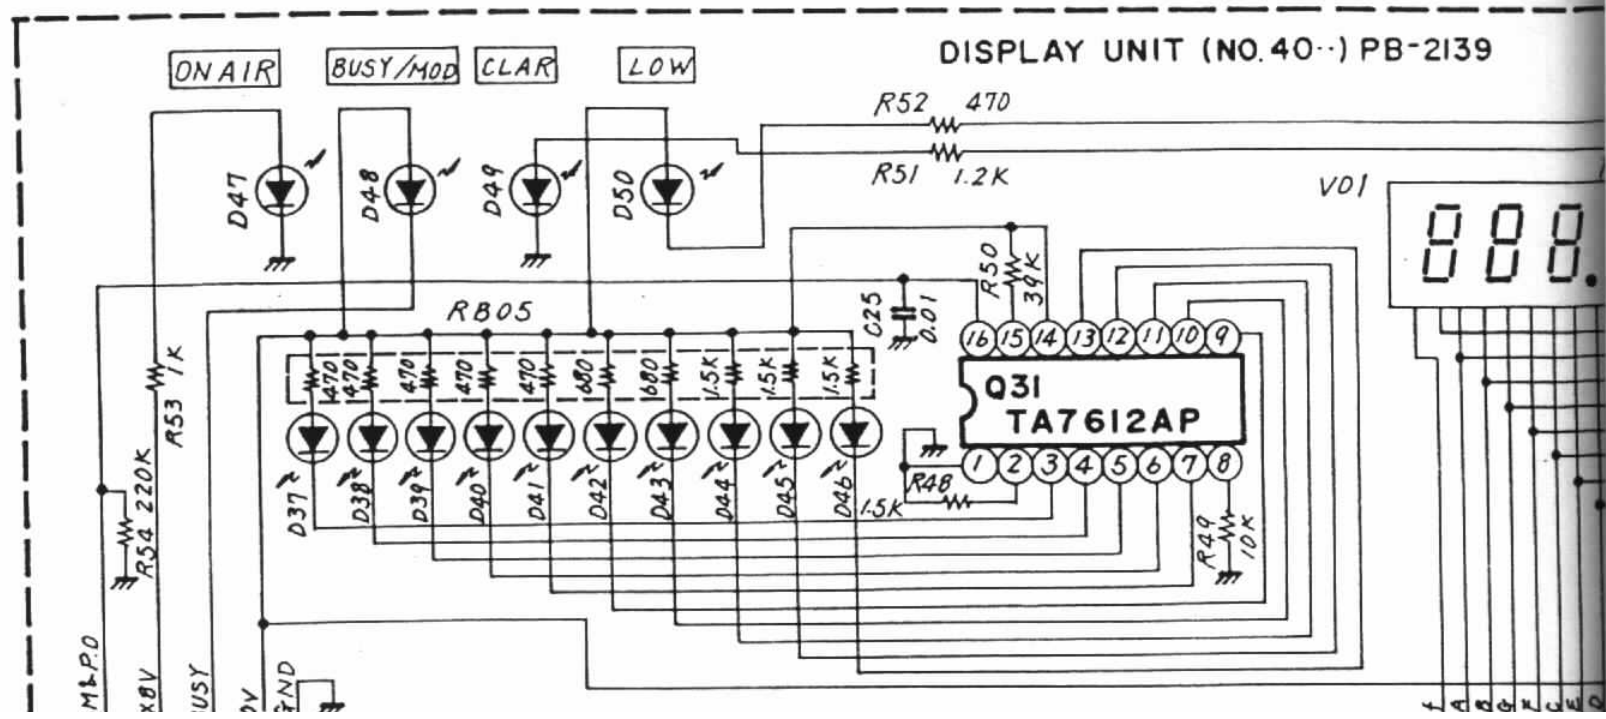 DISPLAY UNIT (NO. 40··) PB-2139
ON AIR
BUSY/MOD
CLAR
LOW
R52 470
R51 1.2K
D47
D48
D49
D50
V01
R50
39K
C25
0.01
RB05
470
470
470
470
470
680
680
1.5K
1.5K
1.5K
16 15 14 13 12 11 10 9
Q31
TA7612AP
1 2 3 4 5 6 7 8
R53 1K
R54 220K
D37
D38
D39
D40
D41
D42
D43
D44
D45
D46
R48
1.5K
R49
10K
GND
f
A
B
G
F
C
E
D